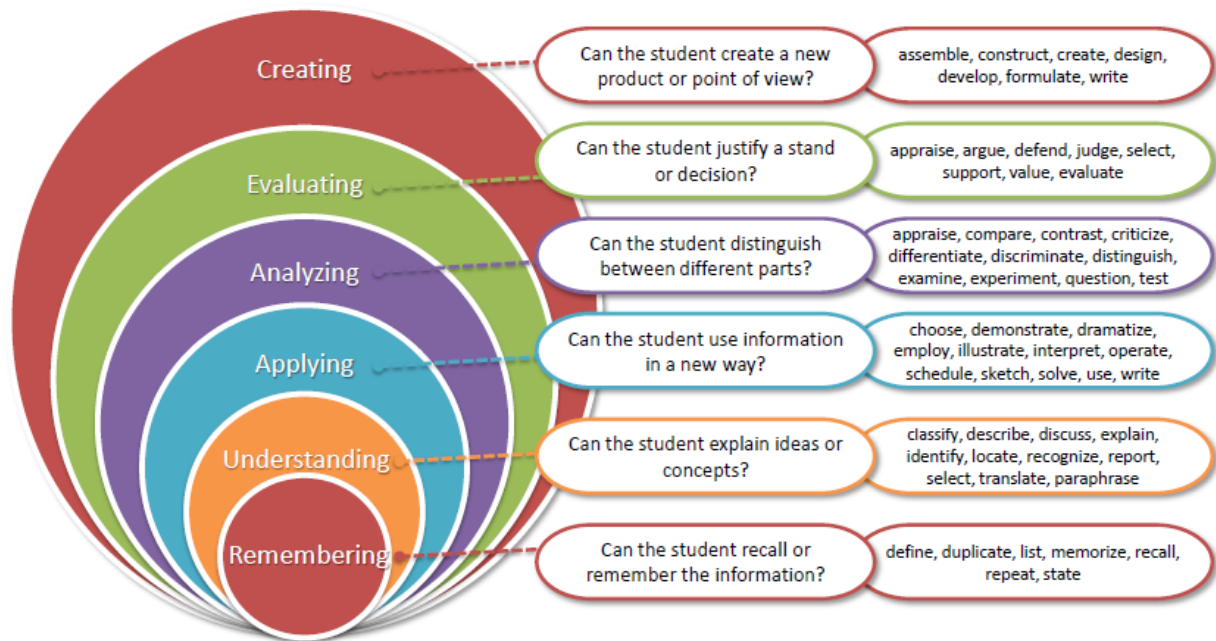 Creating
Can the student create a new
product or point of view?
assemble, construct, create, design,
develop, formulate, write
Evaluating
Can the student justify a stand
or decision?
appraise, argue, defend, judge, select,
support, value, evaluate
Analyzing
Can the student distinguish
between different parts?
appraise, compare, contrast, criticize,
differentiate, discriminate, distinguish,
examine, experiment, question, test
Applying
Can the student use information
in a new way?
choose, demonstrate, dramatize,
employ, illustrate, interpret, operate,
schedule, sketch, solve, use, write
Understanding
Can the student explain ideas or
concepts?
classify, describe, discuss, explain,
identify, locate, recognize, report,
select, translate, paraphrase
Remembering
Can the student recall or
remember the information?
define, duplicate, list, memorize, recall,
repeat, state